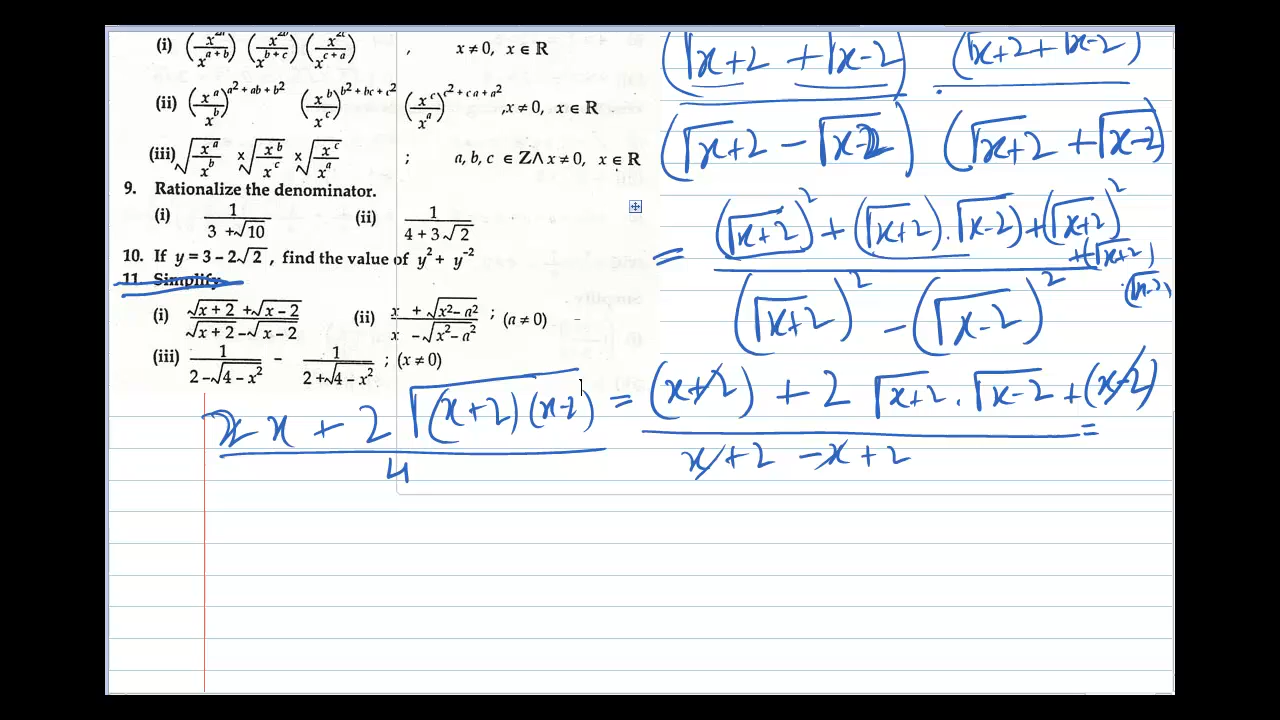 (i) (x^{2a}/x^{a+b}) (x^{2b}/x^{b+c}) (x^{2c}/x^{c+a}) , x≠0, x ∈ ℝ
(ii) (x^a/x^b)^{a²+ab+b²} (x^b/x^c)^{b²+bc+c²} (x^c/x^a)^{c²+ca+a²} ,x≠0, x ∈ ℝ
(iii) √(x^a/x^b) × √(x^b/x^c) × √(x^c/x^a) ; a, b, c ∈ Z∧x≠0, x ∈ ℝ
9. Rationalize the denominator.
(i) 1/(3+√10) (ii) 1/(4+3√2)
10. If y = 3 – 2√2 , find the value of y² + y⁻²
11. Simplify
(i) (√x+2 + √x–2)/(√x+2 – √x–2) (ii) (x + √x²–a²)/(x –√x²–a²) ; (a≠0)
(iii) 1/(2–√4–x²) – 1/(2+√4–x²) ; (x≠0)
(√x+2 + √x-2) (√x+2 + √x-2)
(√x+2 - √x-2) (√x+2 + √x-2)
= (√x+2)² + (√x+2).√x-2) + (√x+2)² + (√x+2)
(√x-2)
(√x+2)² - (√x-2)²
= (x+2) + 2 √x+2 . √x-2 + (x-2) =
x+2 -x+2
2x + 2 √(x+2)(x-2)
4